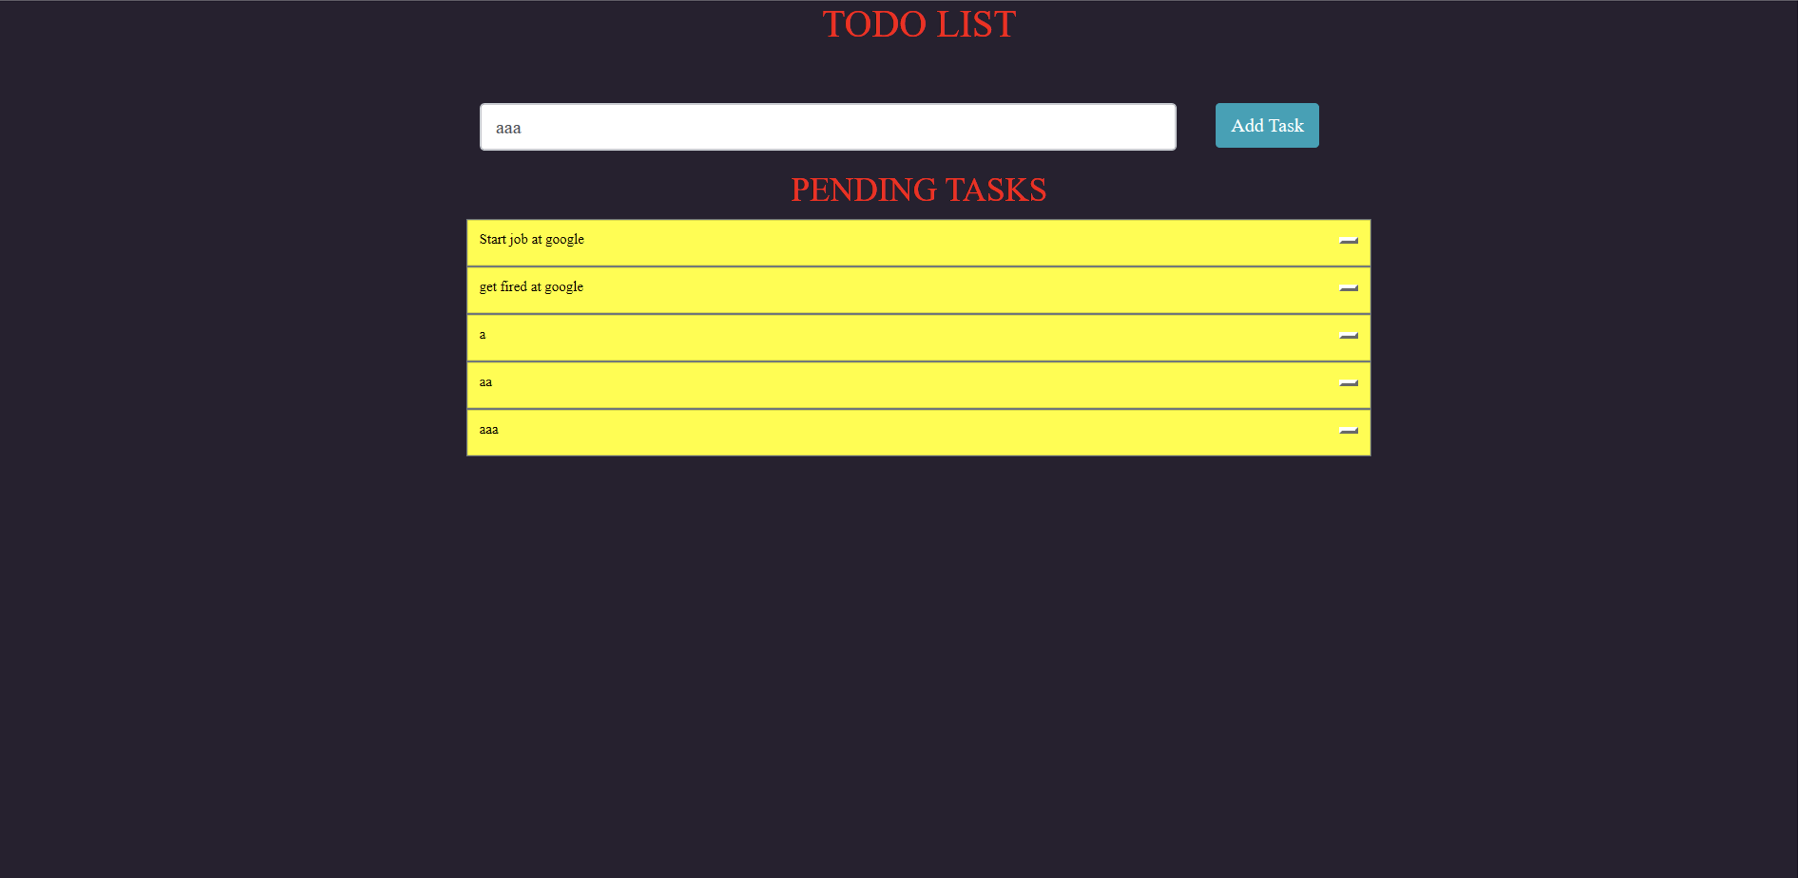 TODO LIST
aaa
Add Task
PENDING TASKS
Start job at google
get fired at google
a
aa
aaa